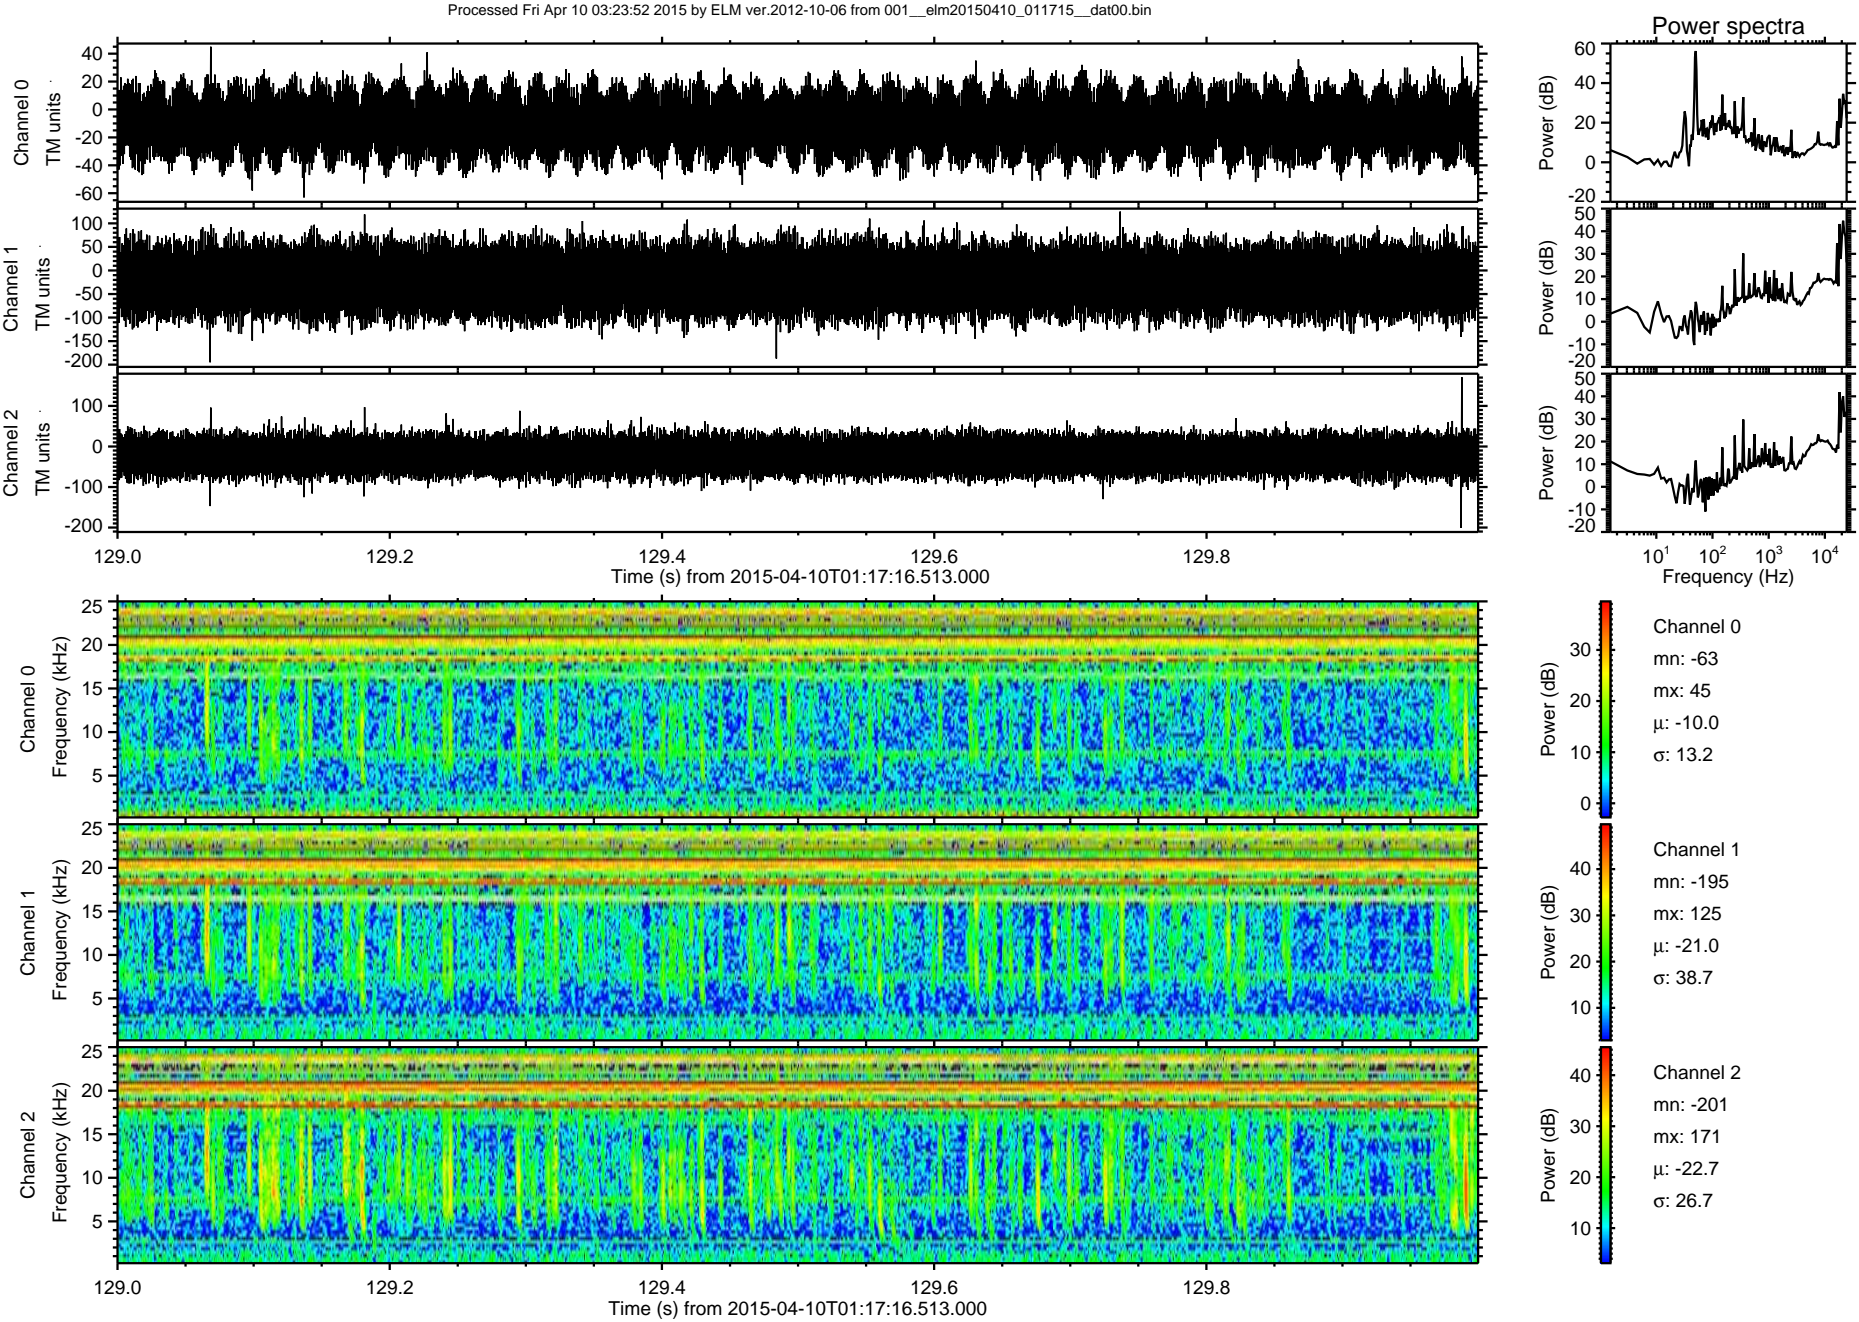 Processed Fri Apr 10 03:23:52 2015 by ELM ver.2012-10-06 from 001__elm20150410_011715__dat00.bin
Power spectra
Channel 0
TM units
40
20
0
-20
-40
-60
Power (dB)
60
40
20
0
-20
Channel 1
TM units
100
50
0
-50
-100
-150
-200
Power (dB)
50
40
30
20
10
0
-10
-20
Channel 2
TM units
100
0
-100
-200
Power (dB)
50
40
30
20
10
0
-10
-20
129.0 129.2 129.4 129.6 129.8
Time (s) from 2015-04-10T01:17:16.513.000
10¹ 10² 10³ 10⁴
Frequency (Hz)
Channel 0
Frequency (kHz)
25
20
15
10
5
Power (dB)
30
20
10
0
Channel 0
mn: -63
mx: 45
μ: -10.0
σ: 13.2
Channel 1
Frequency (kHz)
25
20
15
10
5
Power (dB)
40
30
20
10
Channel 1
mn: -195
mx: 125
μ: -21.0
σ: 38.7
Channel 2
Frequency (kHz)
25
20
15
10
5
Power (dB)
40
30
20
10
Channel 2
mn: -201
mx: 171
μ: -22.7
σ: 26.7
129.0 129.2 129.4 129.6 129.8
Time (s) from 2015-04-10T01:17:16.513.000